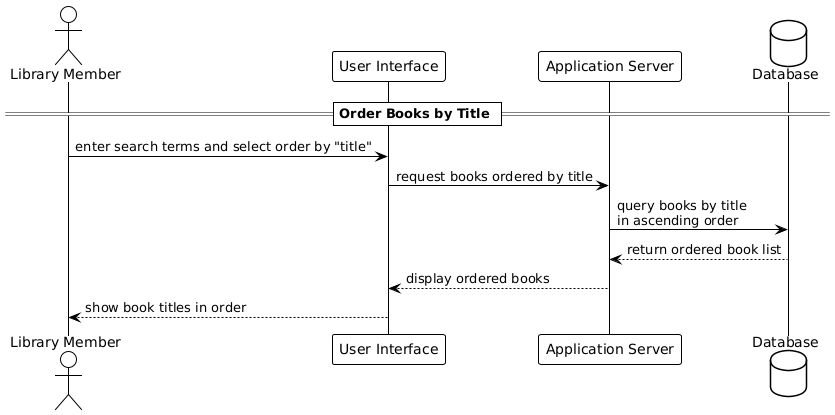 Library Member
User Interface
Application Server
Database
Order Books by Title
enter search terms and select order by "title"
request books ordered by title
query books by title
in ascending order
return ordered book list
display ordered books
show book titles in order
Library Member
User Interface
Application Server
Database